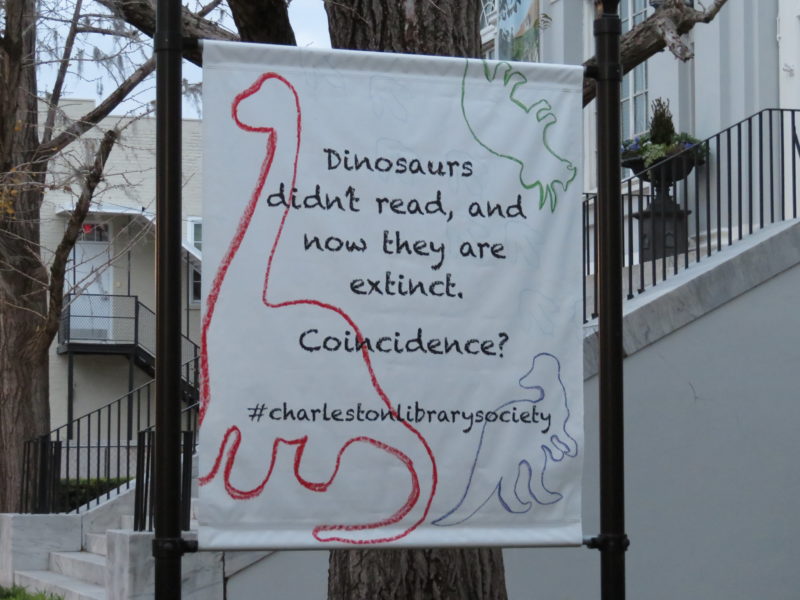 Dinosaurs
didn't read, and
now they are
extinct.
Coincidence?
#charlestonlibrarysociety